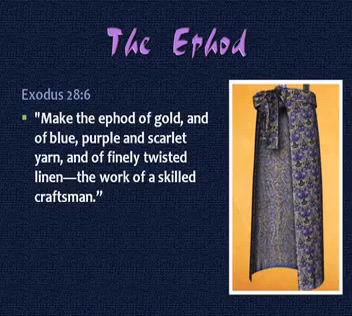 The Ephod
Exodus 28:6
"Make the ephod of gold, and
of blue, purple and scarlet
yarn, and of finely twisted
linen—the work of a skilled
craftsman.”